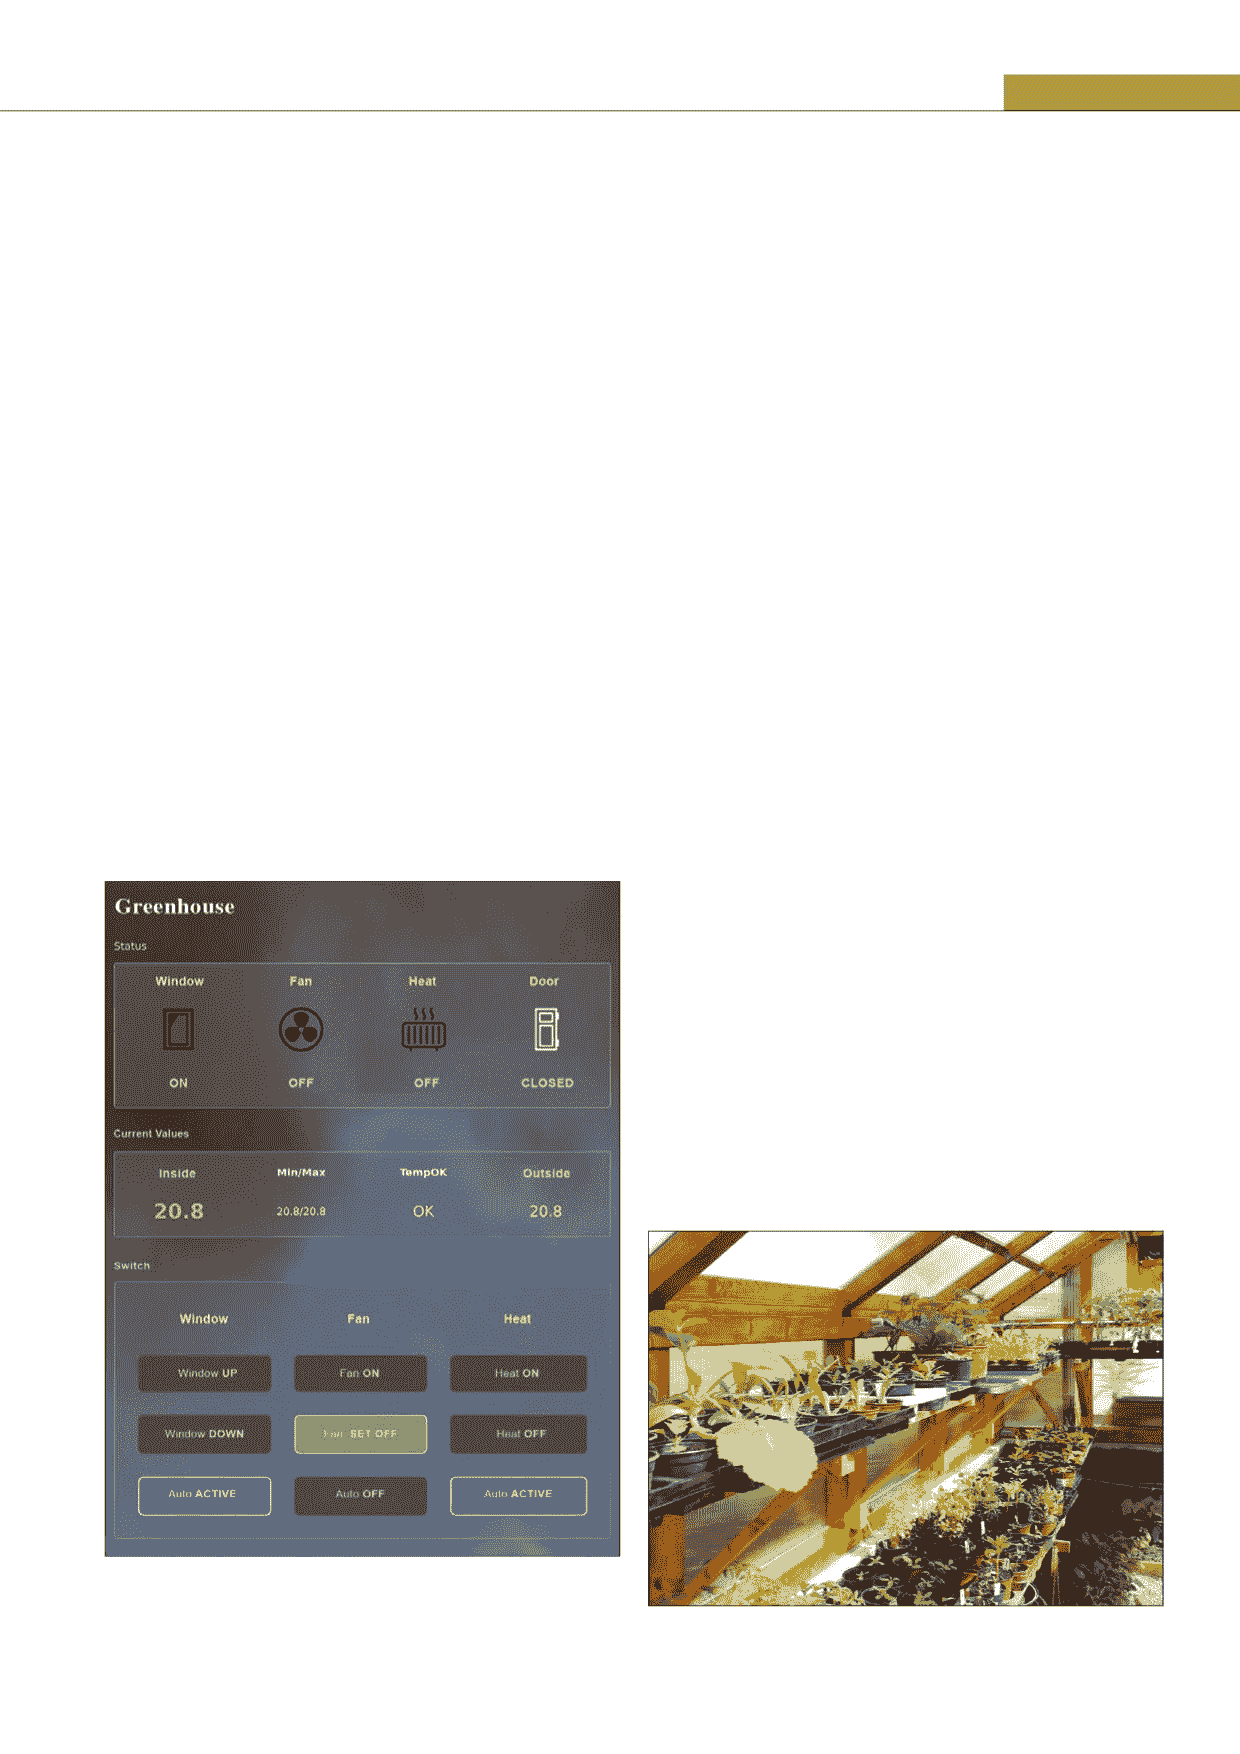 Greenhouse
Status
Window Fan Heat Door
ON OFF OFF CLOSED
Current Values
Inside Min/Max TempOK Outside
20.8 20.8/20.8 OK 20.8
Switch
Window Fan Heat
Window UP Fan ON Heat ON
Window DOWN Fan SET OFF Heat OFF
Auto ACTIVE Auto OFF Auto ACTIVE